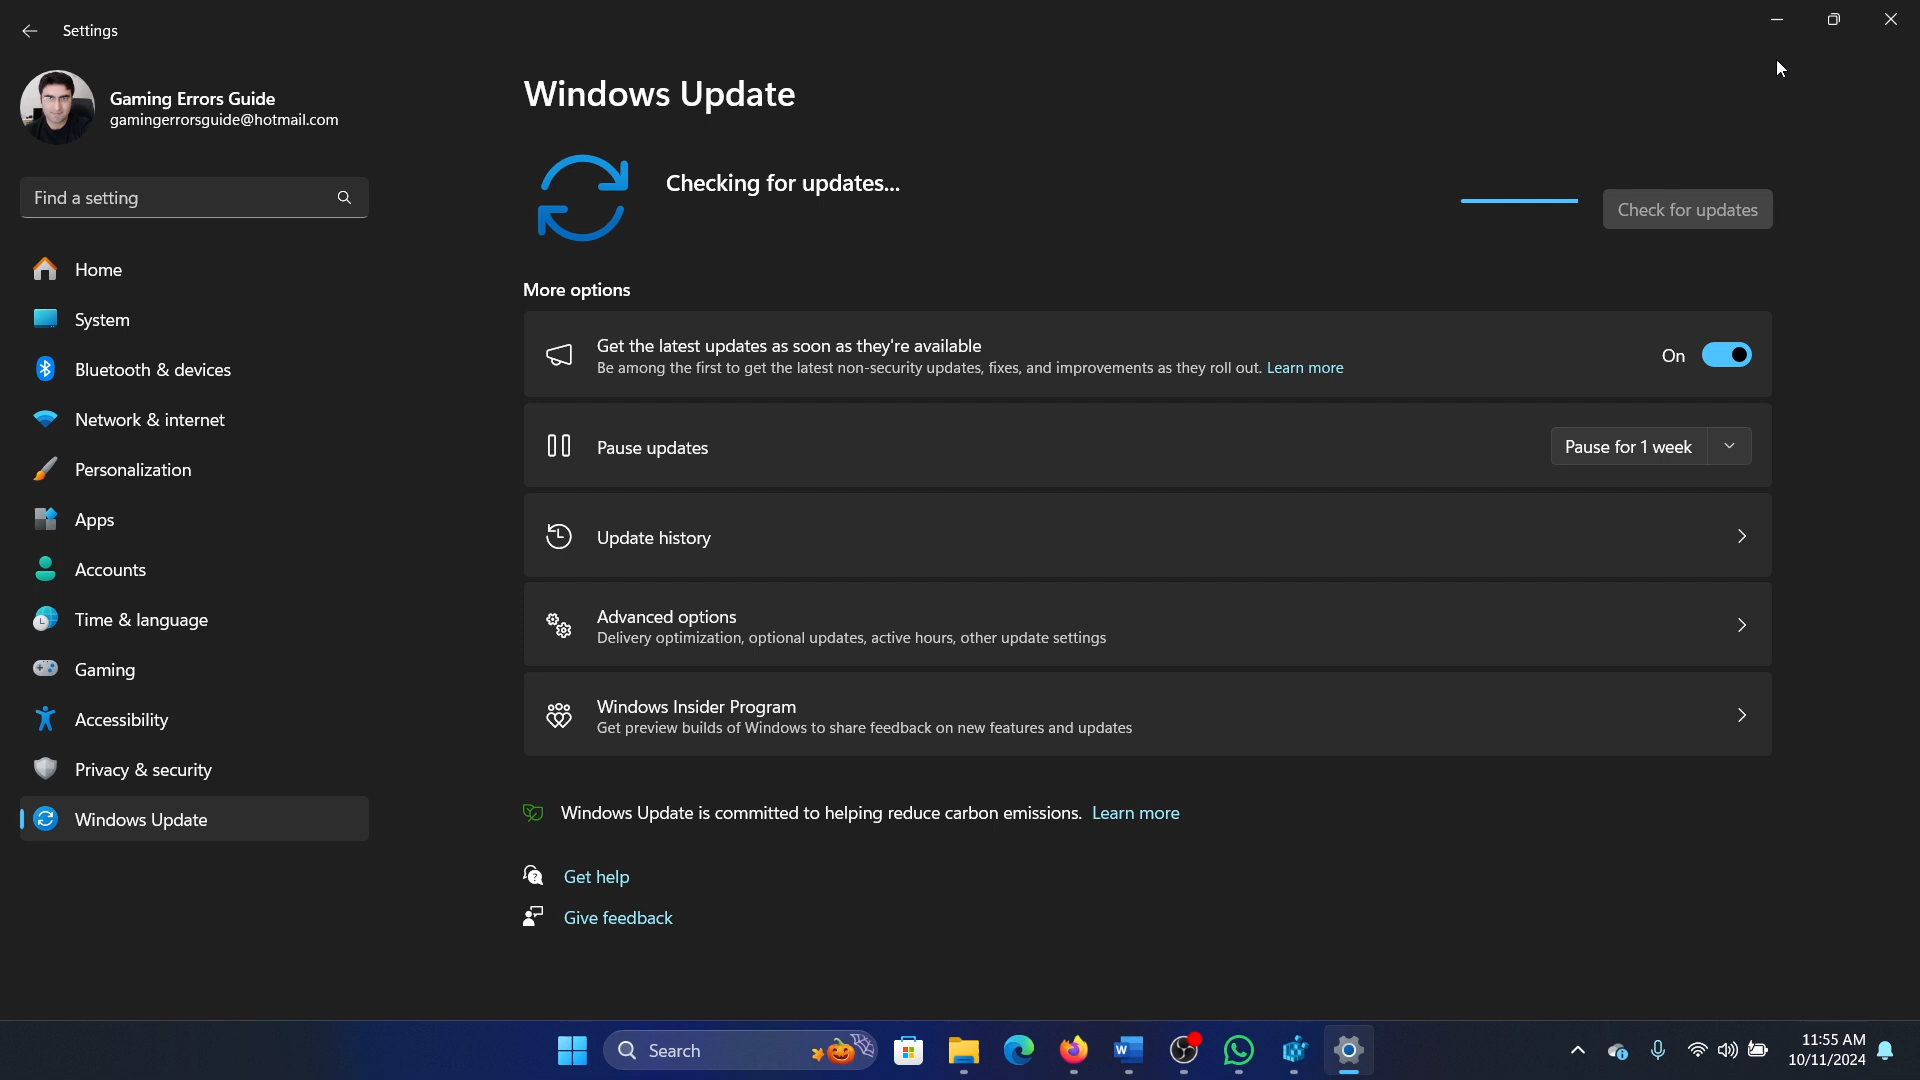 Settings
Gaming Errors Guide
gamingerrorsguide@hotmail.com
Find a setting
Home
System
Bluetooth & devices
Network & internet
Personalization
Apps
Accounts
Time & language
Gaming
Accessibility
Privacy & security
Windows Update
Windows Update
Checking for updates...
Check for updates
More options
Get the latest updates as soon as they're available
Be among the first to get the latest non-security updates, fixes, and improvements as they roll out. Learn more
On
Pause updates
Pause for 1 week
Update history
Advanced options
Delivery optimization, optional updates, active hours, other update settings
Windows Insider Program
Get preview builds of Windows to share feedback on new features and updates
Windows Update is committed to helping reduce carbon emissions. Learn more
Get help
Give feedback
Search
11:55 AM
10/11/2024